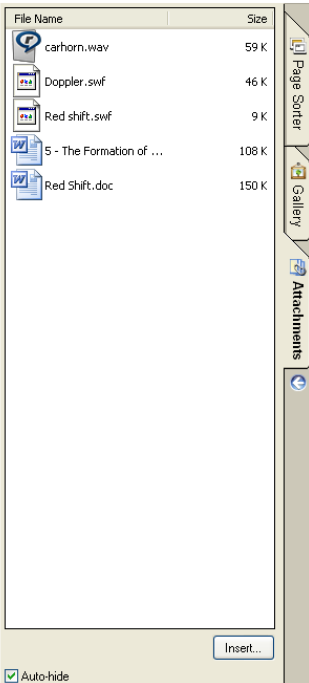 File Name Size
carhorn.wav 59 K
Doppler.swf 46 K
Red shift.swf 9 K
5 - The Formation of ... 108 K
Red Shift.doc 150 K
Insert...
Auto-hide
Page Sorter
Gallery
Attachments